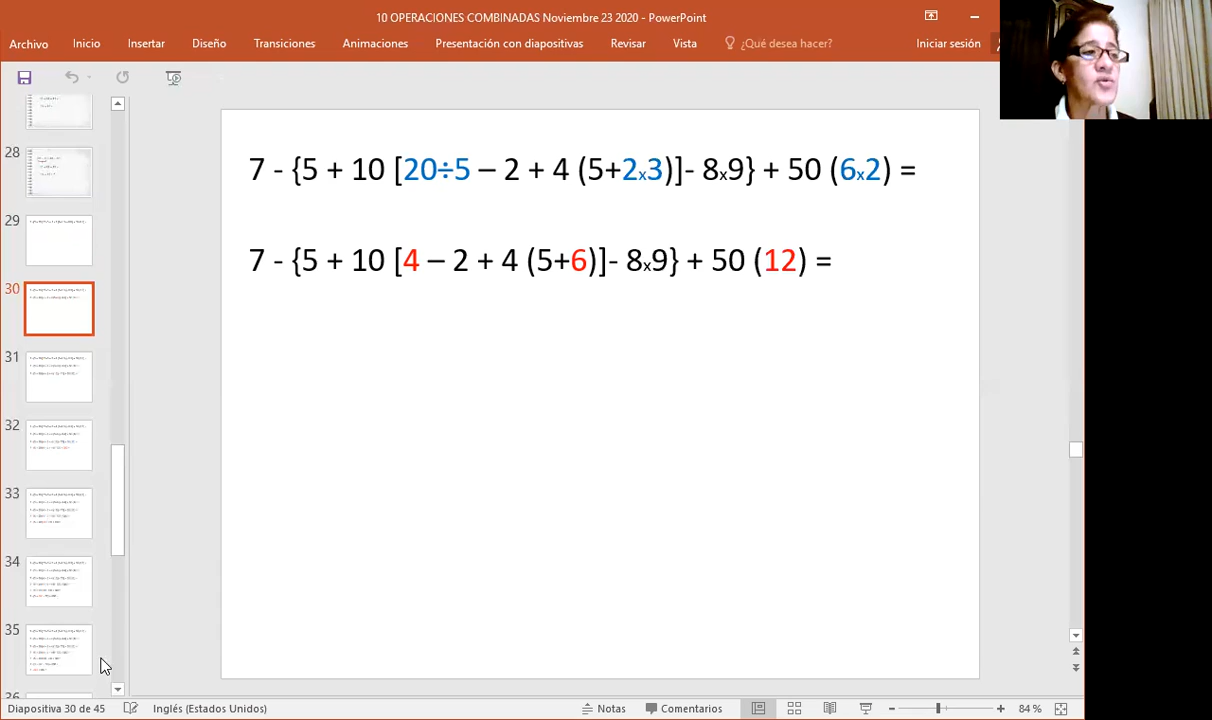 10 OPERACIONES COMBINADAS Noviembre 23 2020 - PowerPoint
Archivo Inicio Insertar Diseño Transiciones Animaciones Presentación con diapositivas Revisar Vista ¿Qué desea hacer? Iniciar sesión
28
29
30
31
32
33
34
35
7 - {5 + 10 [20÷5 – 2 + 4 (5+2x3)]- 8x9} + 50 (6x2) =
7 - {5 + 10 [4 – 2 + 4 (5+6)]- 8x9} + 50 (12) =
Diapositiva 30 de 45 Inglés (Estados Unidos) Notas Comentarios 84 %